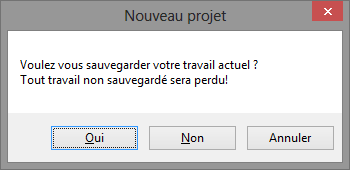 Nouveau projet
Voulez vous sauvegarder votre travail actuel ?
Tout travail non sauvegardé sera perdu!
Oui
Non
Annuler